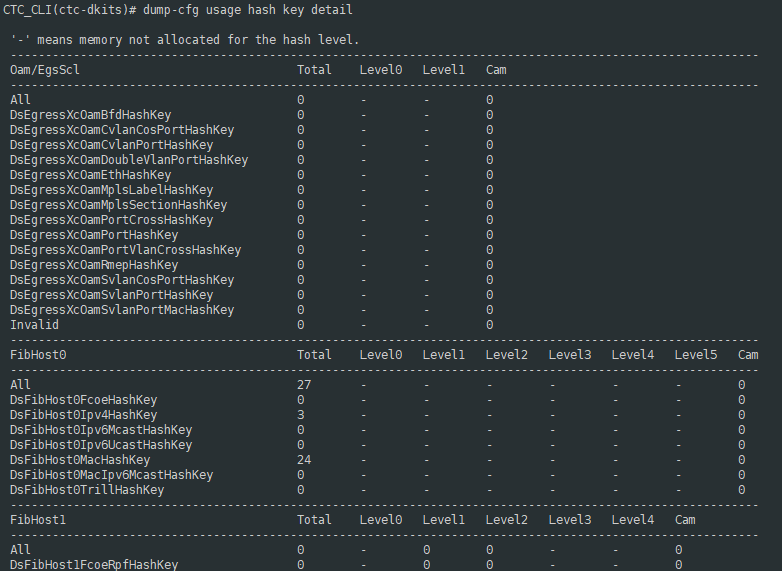 CTC_CLI(ctc-dkits)# dump-cfg usage hash key detail
'-' means memory not allocated for the hash level.
--------------------------------------------------------------------------------------------------------
Oam/EgsScl Total Level0 Level1 Cam
--------------------------------------------------------------------------------------------------------
All 0 - - 0
DsEgressXcOamBfdHashKey 0 - - 0
DsEgressXcOamCvlanCosPortHashKey 0 - - 0
DsEgressXcOamCvlanPortHashKey 0 - - 0
DsEgressXcOamDoubleVlanPortHashKey 0 - - 0
DsEgressXcOamEthHashKey 0 - - 0
DsEgressXcOamMplsLabelHashKey 0 - - 0
DsEgressXcOamMplsSectionHashKey 0 - - 0
DsEgressXcOamPortCrossHashKey 0 - - 0
DsEgressXcOamPortHashKey 0 - - 0
DsEgressXcOamPortVlanCrossHashKey 0 - - 0
DsEgressXcOamRmepHashKey 0 - - 0
DsEgressXcOamSvlanCosPortHashKey 0 - - 0
DsEgressXcOamSvlanPortHashKey 0 - - 0
DsEgressXcOamSvlanPortMacHashKey 0 - - 0
Invalid 0 - - 0
--------------------------------------------------------------------------------------------------------
FibHost0 Total Level0 Level1 Level2 Level3 Level4 Level5 Cam
--------------------------------------------------------------------------------------------------------
All 27 - - - - - - 0
DsFibHost0FcoeHashKey 0 - - - - - - 0
DsFibHost0Ipv4HashKey 3 - - - - - - 0
DsFibHost0Ipv6McastHashKey 0 - - - - - - 0
DsFibHost0Ipv6UcastHashKey 0 - - - - - - 0
DsFibHost0MacHashKey 24 - - - - - - 0
DsFibHost0MacIpv6McastHashKey 0 - - - - - - 0
DsFibHost0TrillHashKey 0 - - - - - - 0
--------------------------------------------------------------------------------------------------------
FibHost1 Total Level0 Level1 Level2 Level3 Level4 Cam
--------------------------------------------------------------------------------------------------------
All 0 - 0 0 - - 0
DsFibHost1FcoeRpfHashKey 0 - 0 0 - - 0